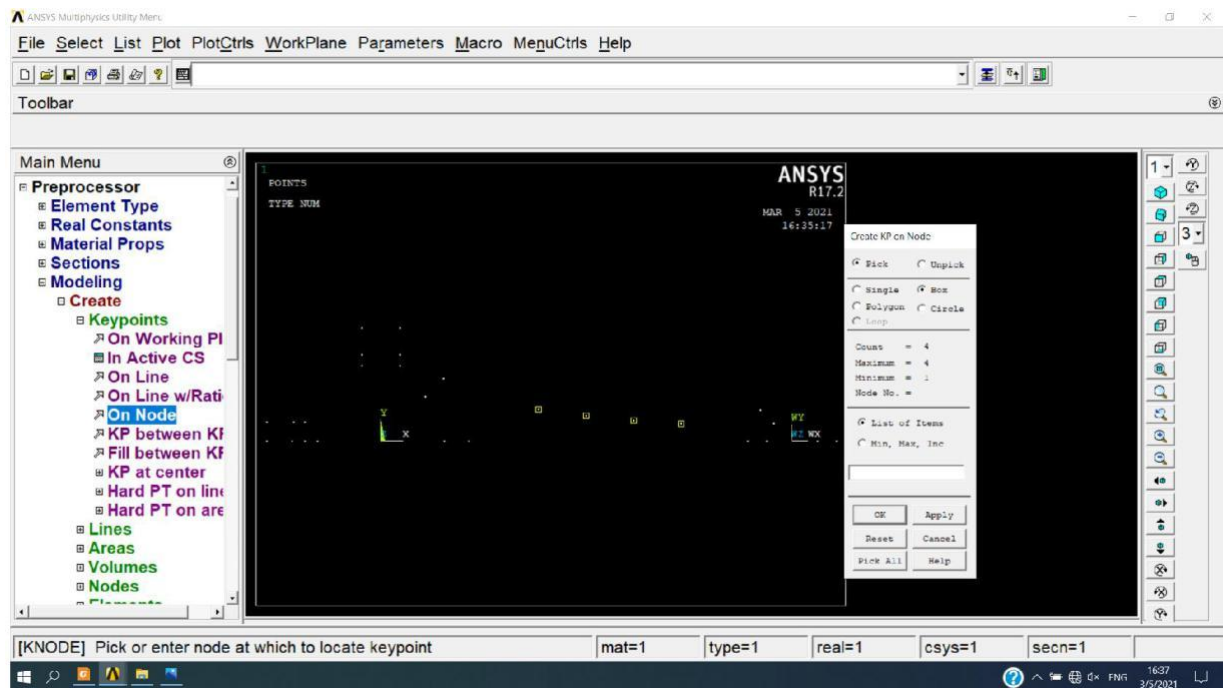 ANSYS Multiphysics Utility Menu
File Select List Plot PlotCtrls WorkPlane Parameters Macro MenuCtrls Help
Toolbar
Main Menu
Preprocessor
Element Type
Real Constants
Material Props
Sections
Modeling
Create
Keypoints
On Working Pl
In Active CS
On Line
On Line w/Rati
On Node
KP between KP
Fill between KP
KP at center
Hard PT on line
Hard PT on are
Lines
Areas
Volumes
Nodes
Elements
1
POINTS
TYPE NUM
ANSYS
R17.2
MAR 5 2021
16:35:17
Y
X
WY
WZ WX
Create KP on Node
Pick Unpick
Single Box
Polygon Circle
Loop
Count = 4
Maximum = 4
Minimum = 1
Node No. =
List of Items
Min, Max, Inc
OK Apply
Reset Cancel
Pick All Help
1
3
[KNODE] Pick or enter node at which to locate keypoint
mat=1 type=1 real=1 csys=1 secn=1
ENG
16:37
3/5/2021